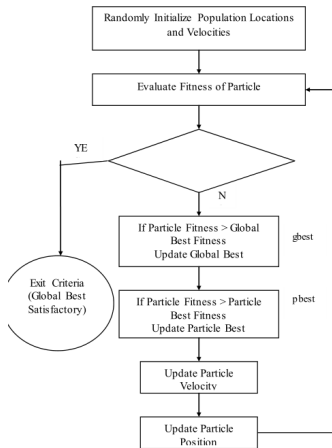 Randomly Initialize Population Locations
and Velocities
Evaluate Fitness of Particle
YE
N
If Particle Fitness > Global
Best Fitness
Update Global Best
gbest
Exit Criteria
(Global Best
Satisfactory)
If Particle Fitness > Particle
Best Fitness
Update Particle Best
pbest
Update Particle
Velocity
Update Particle
Position